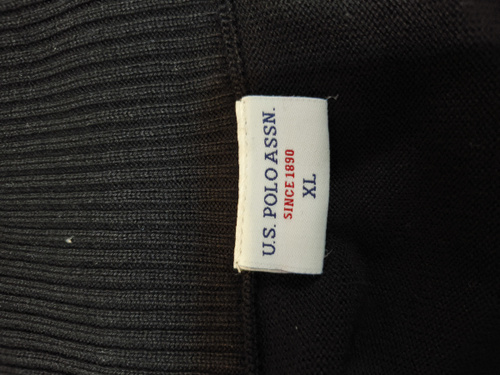 U.S. POLO ASSN.
SINCE 1890
XL